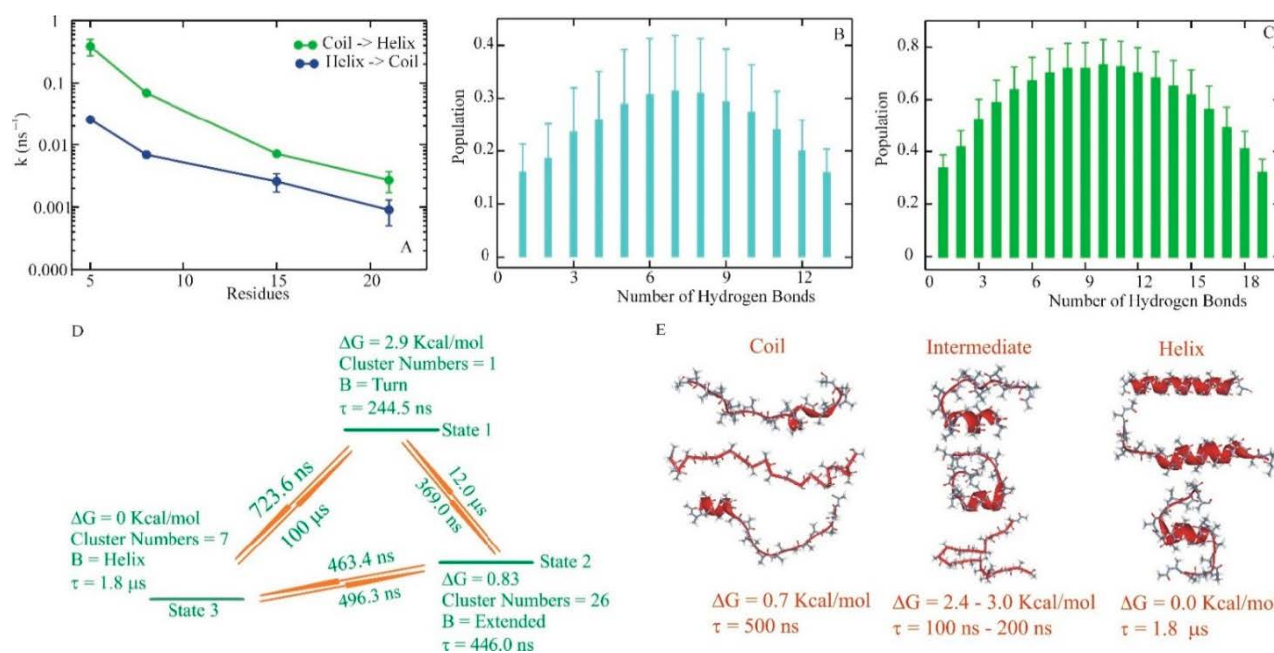 1
0.1
0.01
0.001
0.000
k (ns⁻¹)
Coil -> Helix
Helix -> Coil
A
5
10
15
20
Residues
B
0.4
0.2
0
Population
0
3
6
9
12
Number of Hydrogen Bonds
C
0.8
0.6
0.4
0.2
0
Population
0
3
6
9
12
15
18
Number of Hydrogen Bonds
D
ΔG = 2.9 Kcal/mol
Cluster Numbers = 1
B = Turn
τ = 244.5 ns
State 1
723.6 ns
100 μs
12.0 μs
369.0 ns
ΔG = 0 Kcal/mol
Cluster Numbers = 7
B = Helix
τ = 1.8 μs
State 3
463.4 ns
496.3 ns
State 2
ΔG = 0.83
Cluster Numbers = 26
B = Extended
τ = 446.0 ns
E
Coil
Intermediate
Helix
ΔG = 0.7 Kcal/mol
τ = 500 ns
ΔG = 2.4 - 3.0 Kcal/mol
τ = 100 ns - 200 ns
ΔG = 0.0 Kcal/mo
τ = 1.8 μs